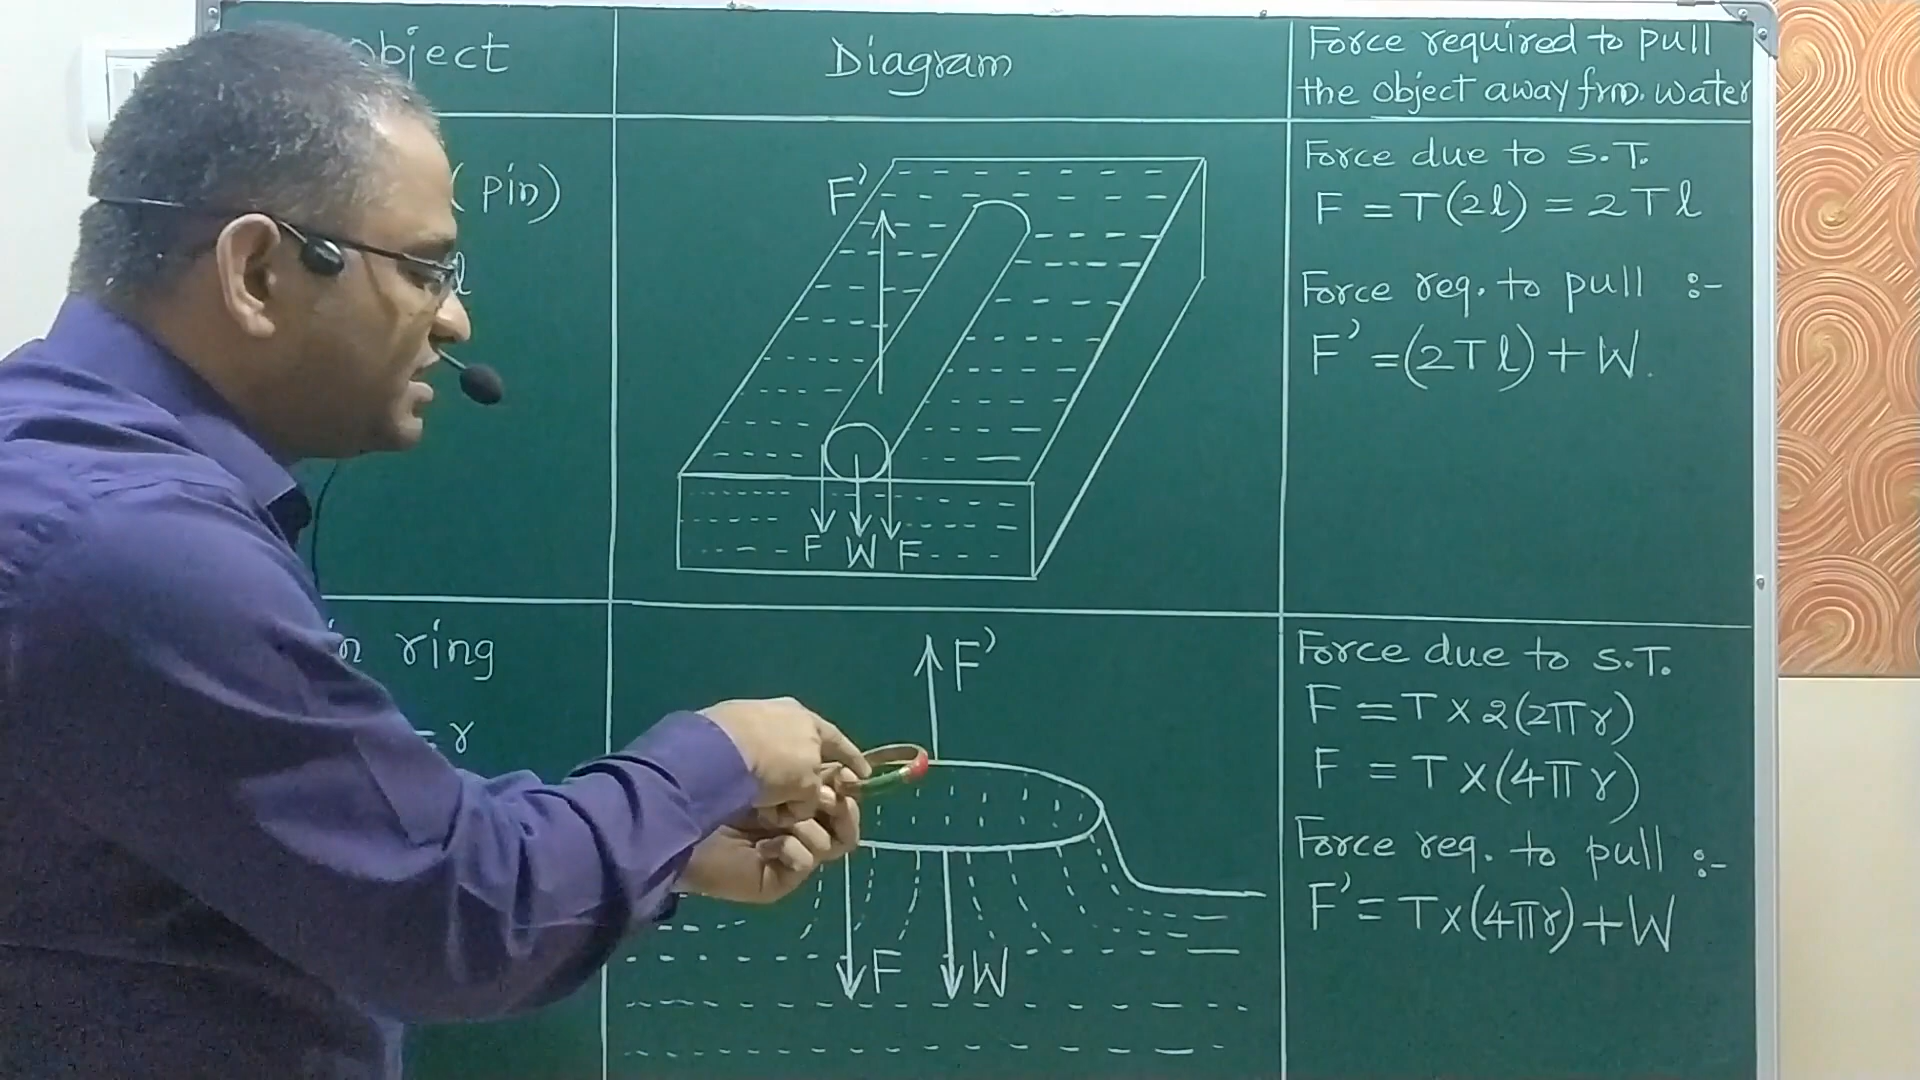 object
Diagram
Force required to pull
the object away frm. water
(pin)
l
F'
F W F
Force due to S.T.
F = T(2l) = 2Tl
Force req. to pull :-
F' = (2Tl) + W.
ring
= r
F'
F W
Force due to S.T.
F = T x 2(2πr)
F = T x (4πr)
Force req. to pull :-
F' = T x (4πr) + W